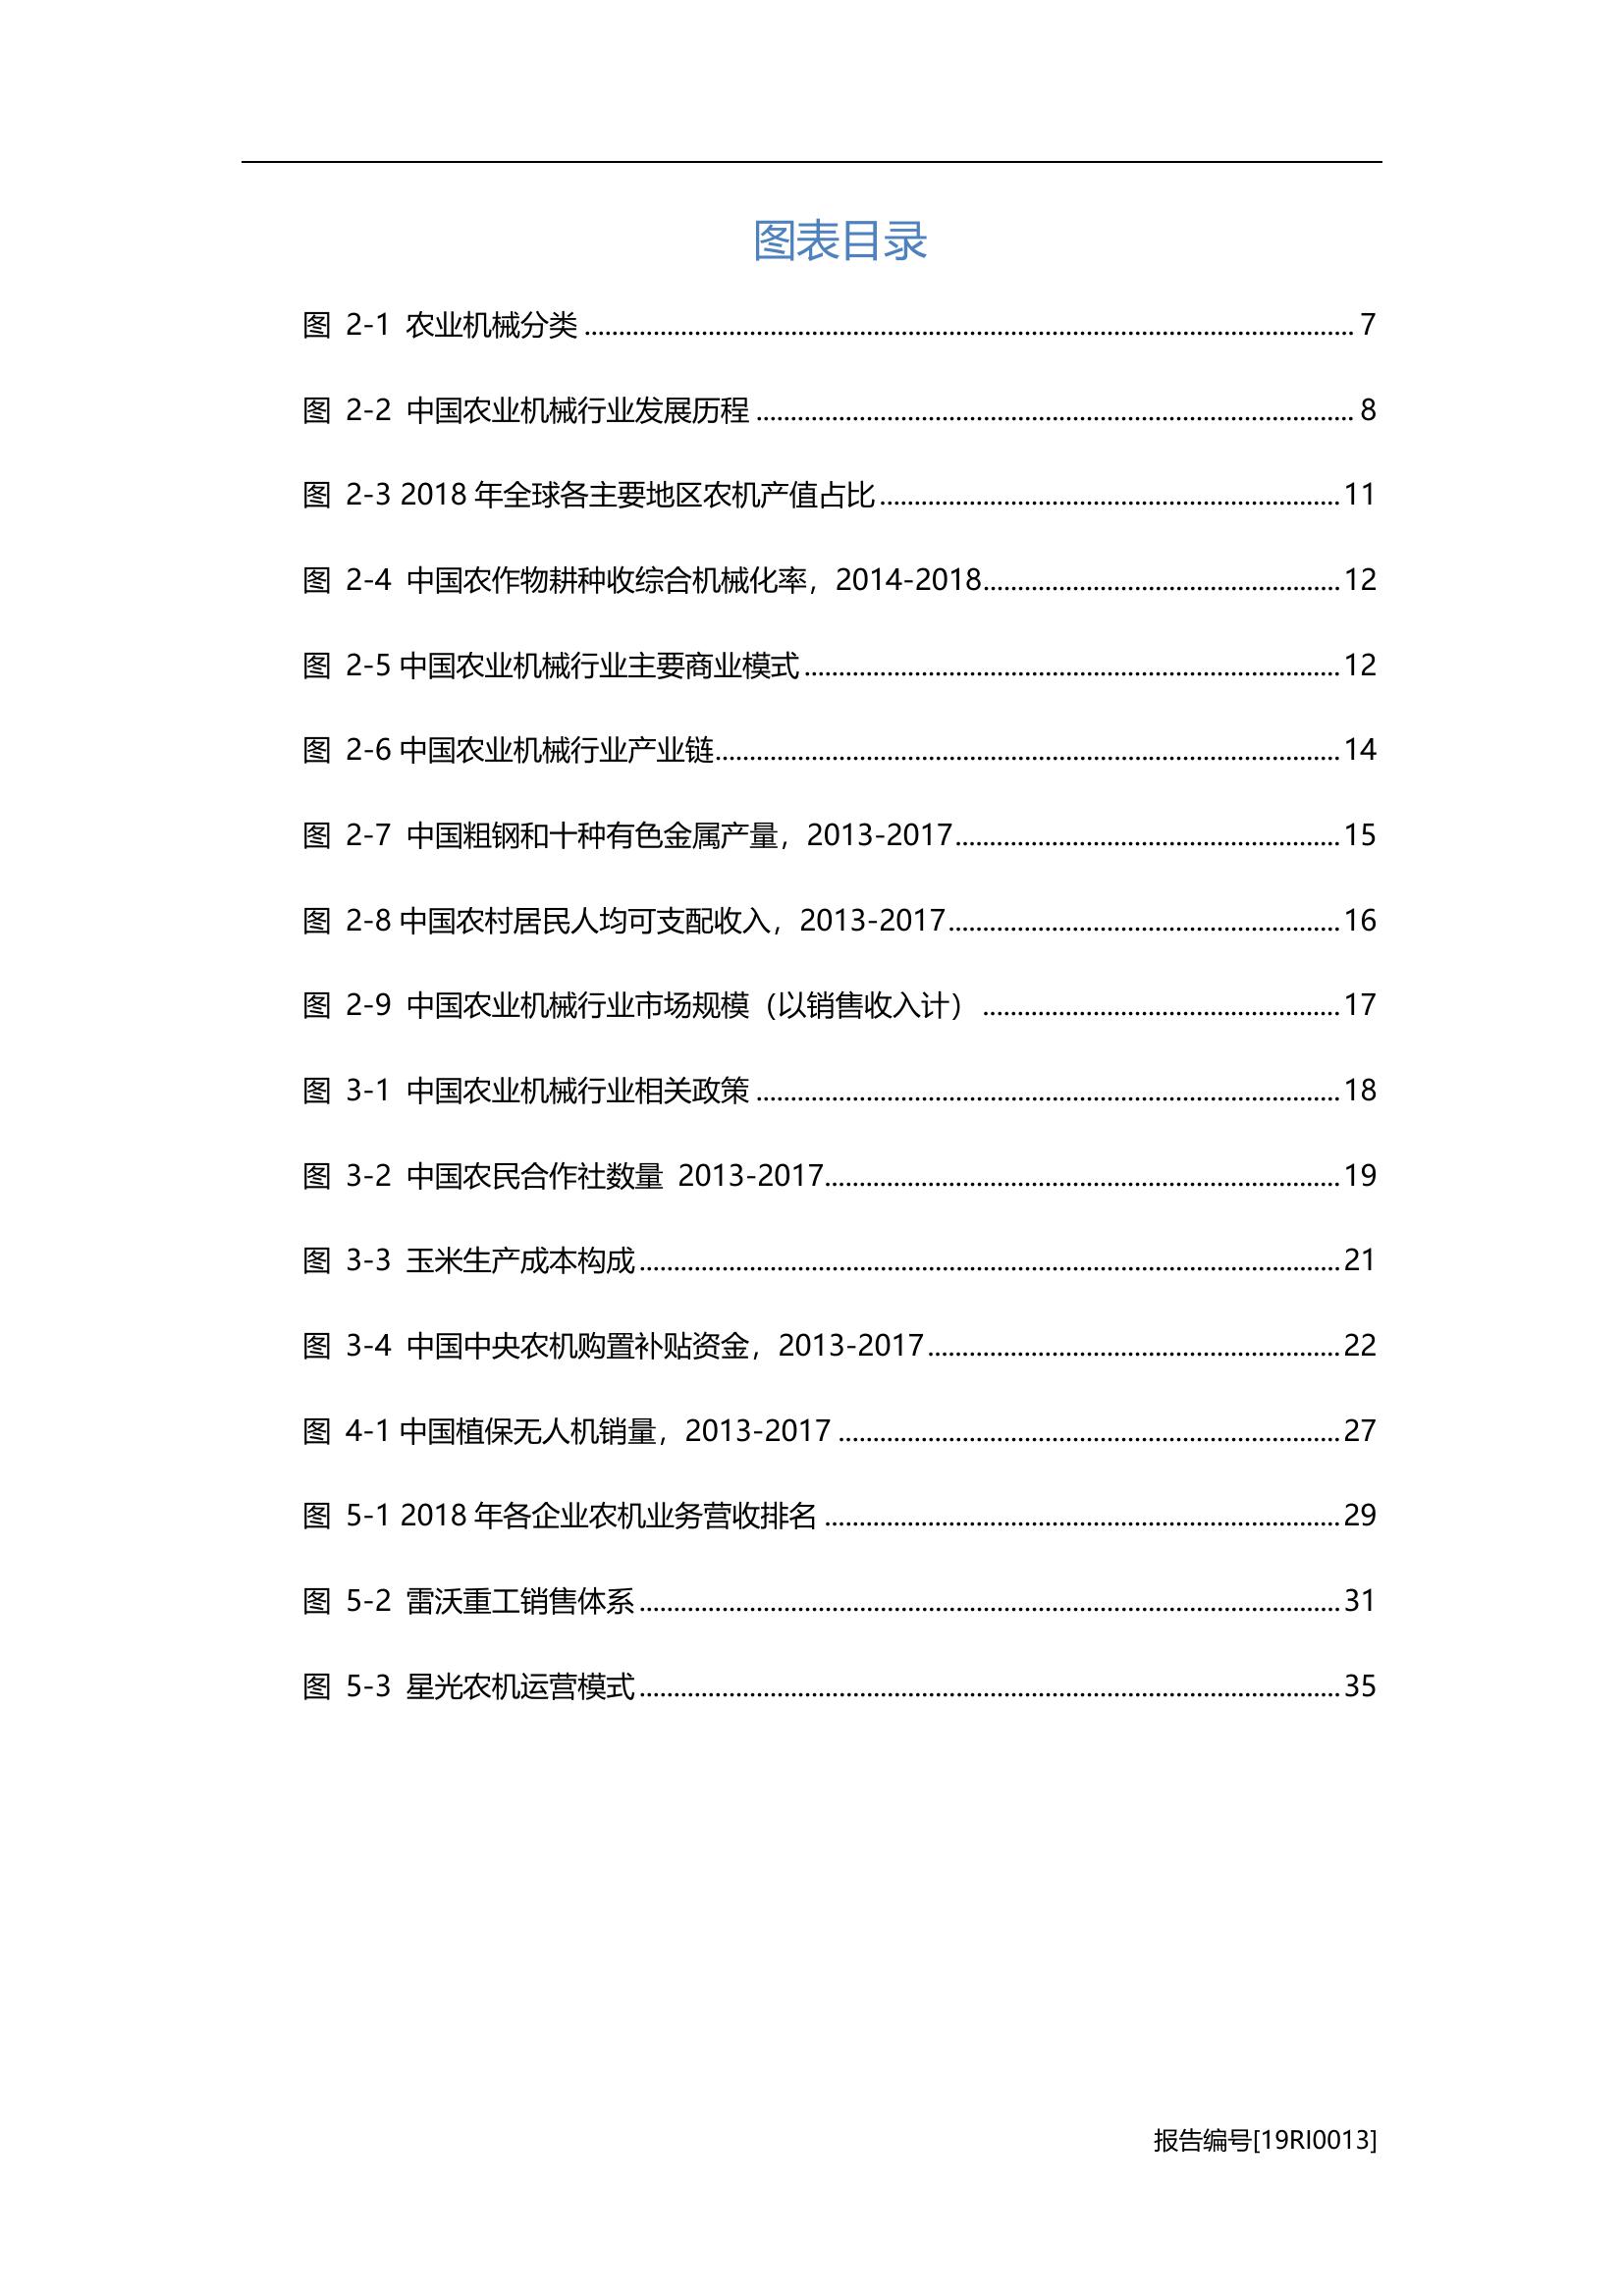 图表目录
图 2-1 农业机械分类 ........................................ 7
图 2-2 中国农业机械行业发展历程 ........................................ 8
图 2-3 2018 年全球各主要地区农机产值占比 ........................................ 11
图 2-4 中国农作物耕种收综合机械化率，2014-2018 ........................................ 12
图 2-5 中国农业机械行业主要商业模式 ........................................ 12
图 2-6 中国农业机械行业产业链 ........................................ 14
图 2-7 中国粗钢和十种有色金属产量，2013-2017 ........................................ 15
图 2-8 中国农村居民人均可支配收入，2013-2017 ........................................ 16
图 2-9 中国农业机械行业市场规模（以销售收入计） ........................................ 17
图 3-1 中国农业机械行业相关政策 ........................................ 18
图 3-2 中国农民合作社数量 2013-2017 ........................................ 19
图 3-3 玉米生产成本构成 ........................................ 21
图 3-4 中国中央农机购置补贴资金，2013-2017 ........................................ 22
图 4-1 中国植保无人机销量，2013-2017 ........................................ 27
图 5-1 2018 年各企业农机业务营收排名 ........................................ 29
图 5-2 雷沃重工销售体系 ........................................ 31
图 5-3 星光农机运营模式 ........................................ 35
报告编号[19RI0013]